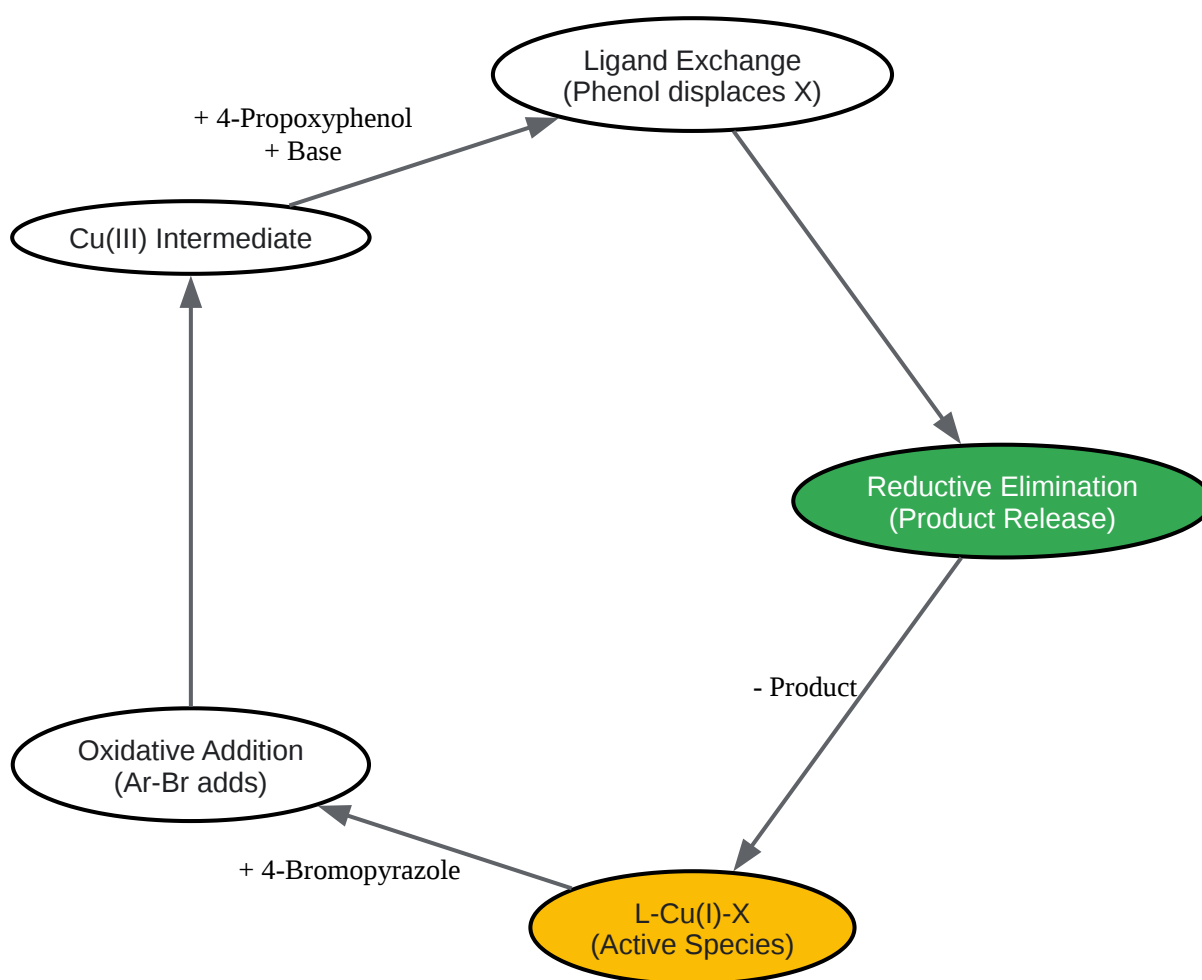 Ligand Exchange
(Phenol displaces X)
+ 4-Propoxyphenol
+ Base
Cu(III) Intermediate
Reductive Elimination
(Product Release)
- Product
Oxidative Addition
(Ar-Br adds)
+ 4-Bromopyrazole
L-Cu(I)-X
(Active Species)